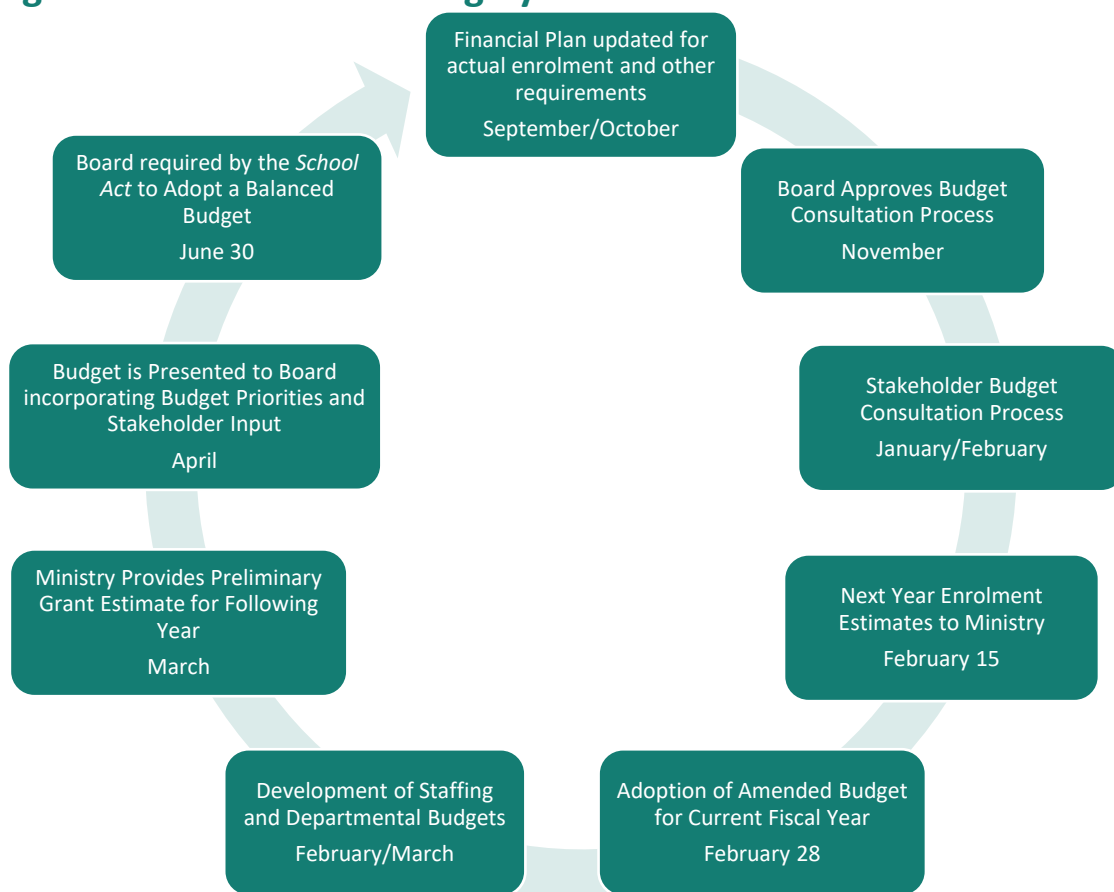 Financial Plan updated for
actual enrolment and other
requirements
September/October
Board Approves Budget
Consultation Process
November
Stakeholder Budget
Consultation Process
January/February
Next Year Enrolment
Estimates to Ministry
February 15
Adoption of Amended Budget
for Current Fiscal Year
February 28
Development of Staffing
and Departmental Budgets
February/March
Ministry Provides Preliminary
Grant Estimate for Following
Year
March
Budget is Presented to Board
incorporating Budget Priorities and
Stakeholder Input
April
Board required by the School
Act to Adopt a Balanced
Budget
June 30